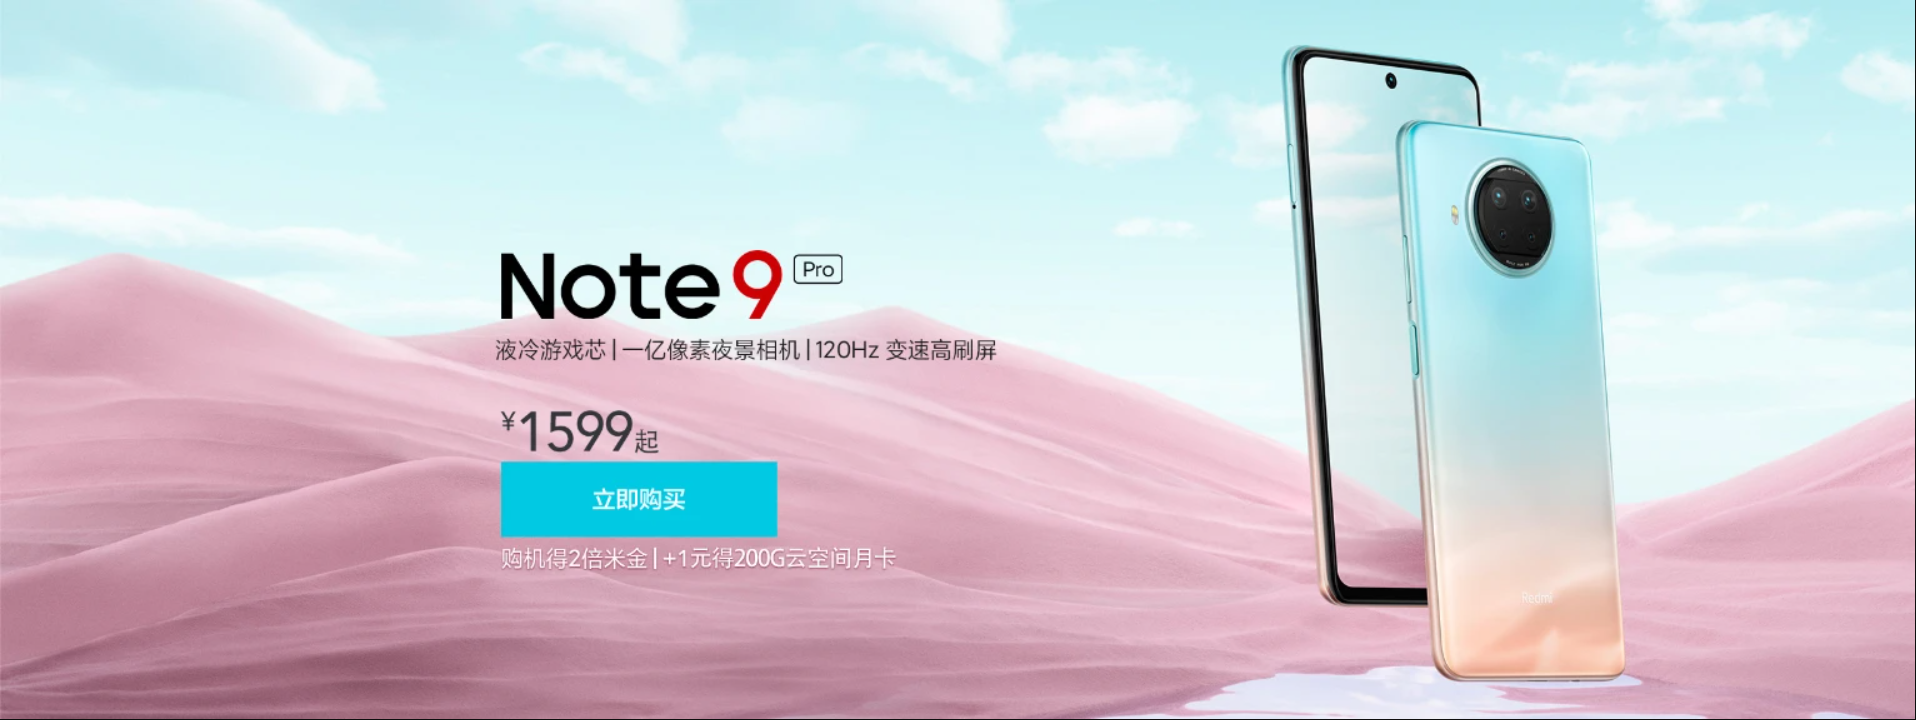 Note 9 Pro
液冷游戏芯 | 一亿像素夜景相机 | 120Hz 变速高刷屏
¥1599起
立即购买
购机得2倍米金 | +1元得200G云空间月卡
Redmi